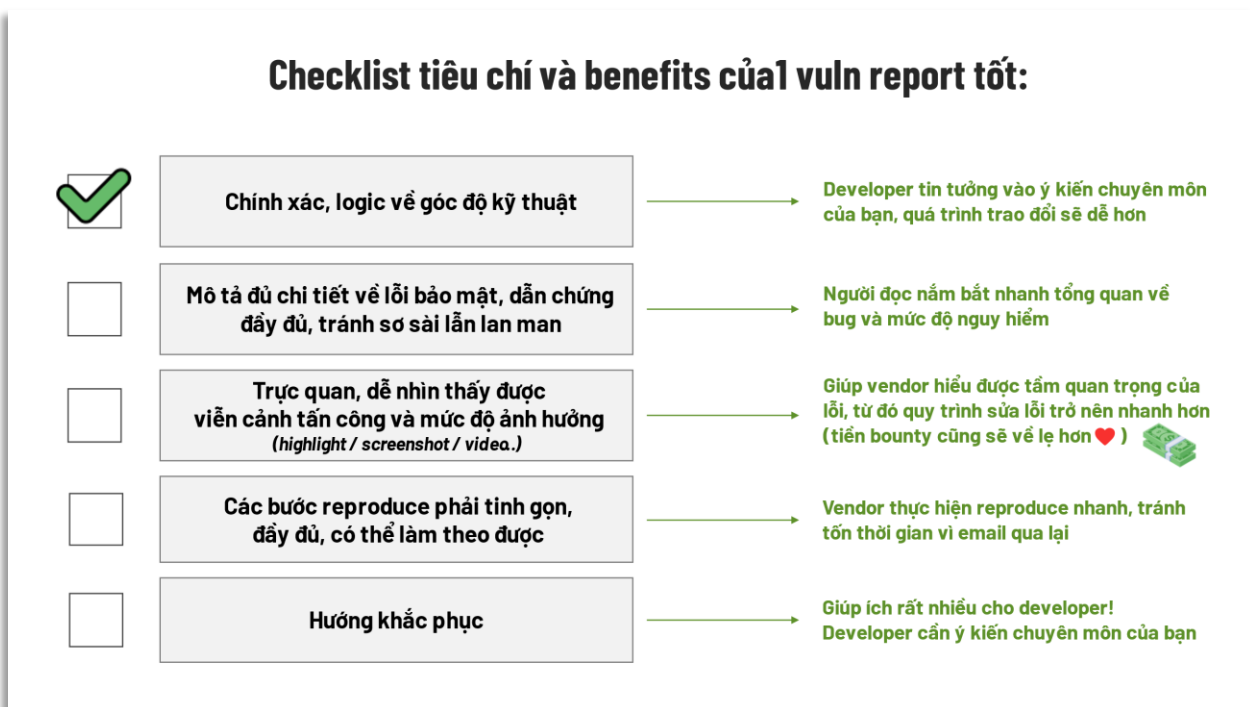 Checklist tiêu chí và benefits của1 vuln report tốt:
Chính xác, logic về góc độ kỹ thuật
Developer tin tưởng vào ý kiến chuyên môn
của bạn, quá trình trao đổi sẽ dễ hơn
Mô tả đủ chi tiết về lỗi bảo mật, dẫn chứng
đầy đủ, tránh sơ sài lẫn lan man
Người đọc nắm bắt nhanh tổng quan về
bug và mức độ nguy hiểm
Trực quan, dễ nhìn thấy được
viễn cảnh tấn công và mức độ ảnh hưởng
(highlight / screenshot / video..)
Giúp vendor hiểu được tầm quan trọng của
lỗi, từ đó quy trình sửa lỗi trở nên nhanh hơn
(tiền bounty cũng sẽ về lẹ hơn ❤️ )
Các bước reproduce phải tinh gọn,
đầy đủ, có thể làm theo được
Vendor thực hiện reproduce nhanh, tránh
tốn thời gian vì email qua lại
Hướng khắc phục
Giúp ích rất nhiều cho developer!
Developer cần ý kiến chuyên môn của bạn